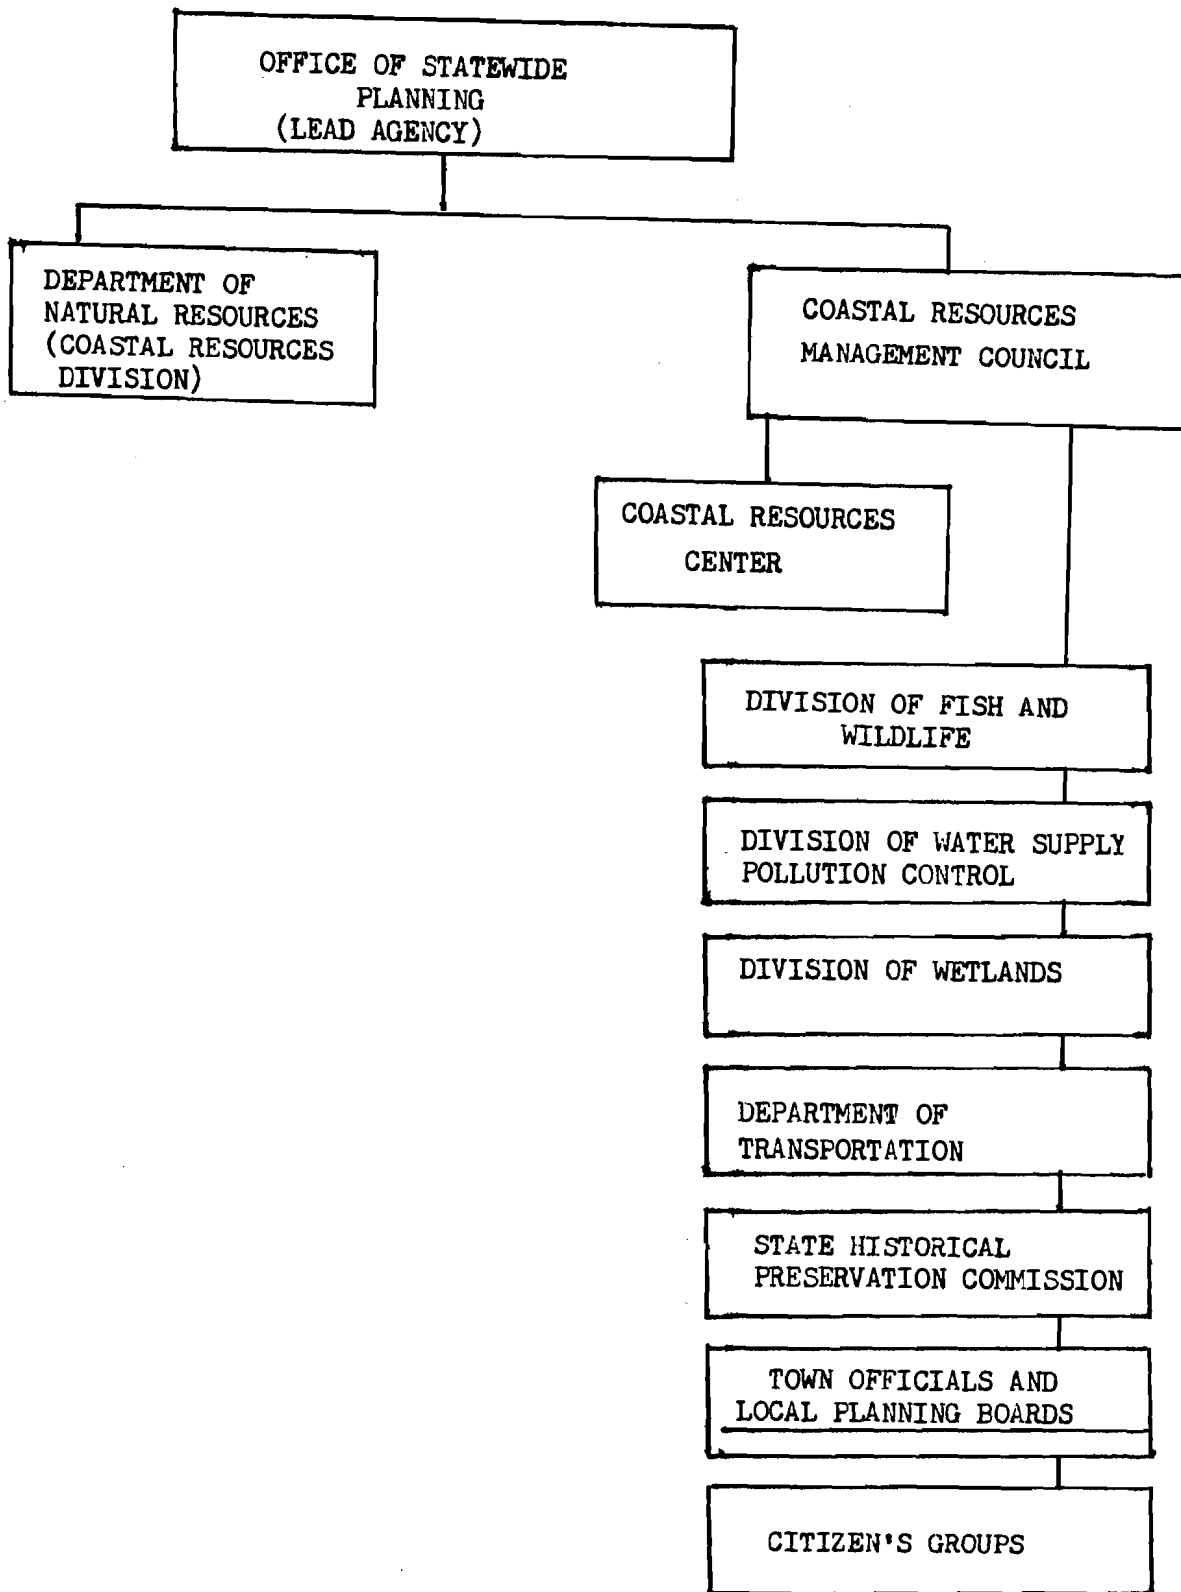 OFFICE OF STATEWIDE
PLANNING
(LEAD AGENCY)
DEPARTMENT OF
NATURAL RESOURCES
(COASTAL RESOURCES
DIVISION)
COASTAL RESOURCES
MANAGEMENT COUNCIL
COASTAL RESOURCES
CENTER
DIVISION OF FISH AND
WILDLIFE
DIVISION OF WATER SUPPLY
POLLUTION CONTROL
DIVISION OF WETLANDS
DEPARTMENT OF
TRANSPORTATION
STATE HISTORICAL
PRESERVATION COMMISSION
TOWN OFFICIALS AND
LOCAL PLANNING BOARDS
CITIZEN'S GROUPS